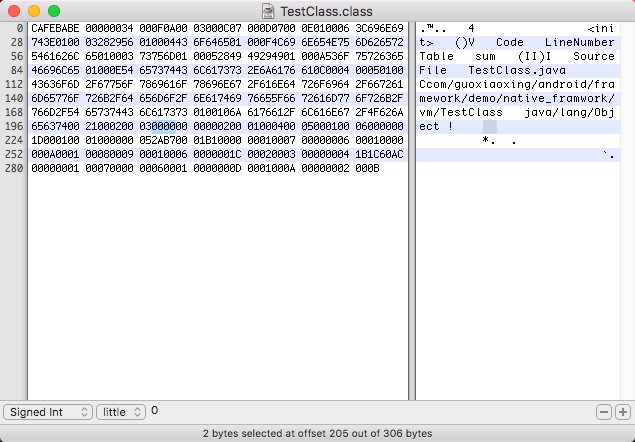 TestClass.class
0 CAFEBABE 00000034 000F0A00 03000C07 000D0700 0E010006 3C696E69 .™.. 4 <ini
28 743E0100 03282956 01000443 6F646501 000F4C69 6E654E75 6D626572 t> ()V Code LineNumber
56 5461626C 65010003 73756D01 00052849 49294901 000A536F 75726365 Table sum (II)I Source
84 46696C65 01000E54 65737443 6C617373 2E6A6176 610C0004 00050100 File TestClass.java
112 43636F6D 2F67756F 7869616F 78696E67 2F616E64 726F6964 2F667261 Ccom/guoxiaoxing/android/fra
140 6D65776F 726B2F64 656D6F2F 6E617469 76655F66 72616D77 6F726B2F mework/demo/native_framwork/
168 766D2F54 65737443 6C617373 0100106A 6176612F 6C616E67 2F4F626A vm/TestClass java/lang/Obj
196 65637400 21000200 03000000 00000200 01000400 05000100 06000000 ect !
224 1D000100 01000000 052AB700 01B10000 00010007 00000006 00010000 *. .
252 000A0001 00080009 00010006 0000001C 00020003 00000004 1B1C60AC `.
280 00000001 00070000 00060001 0000000D 0001000A 00000002 000B
Signed Int little 0
2 bytes selected at offset 205 out of 306 bytes